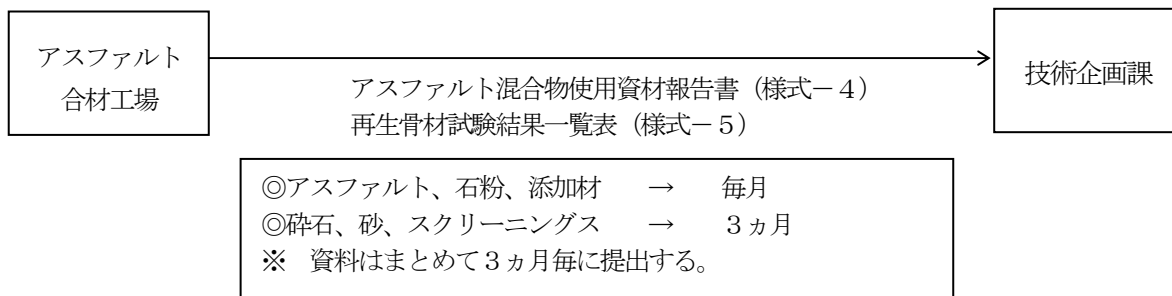 アスファルト
合材工場
アスファルト混合物使用資材報告書（様式－４）
再生骨材試験結果一覧表（様式－５）
技術企画課
◎アスファルト、石粉、添加材　　→　　毎月
◎砕石、砂、スクリーニングス　　→　　３ヵ月
※　資料はまとめて３ヵ月毎に提出する。